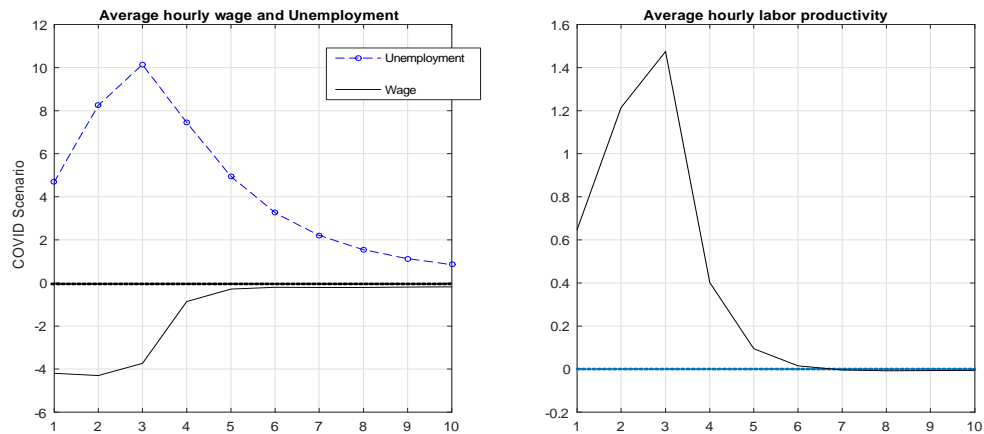 Average hourly wage and Unemployment
12
10
8
6
4
2
0
-2
-4
-6
COVID Scenario
Unemployment
Wage
1 2 3 4 5 6 7 8 9 10
Average hourly labor productivity
1.6
1.4
1.2
1
0.8
0.6
0.4
0.2
0
-0.2
1 2 3 4 5 6 7 8 9 10